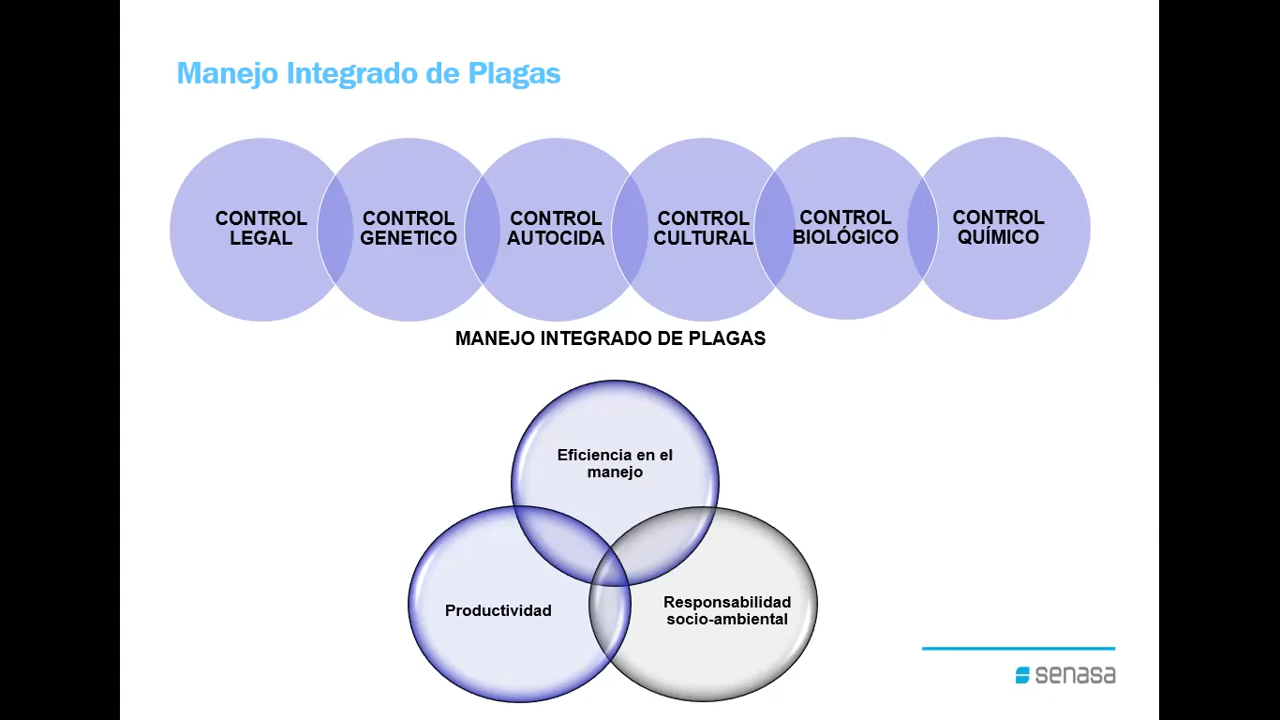 Manejo Integrado de Plagas
CONTROL
LEGAL
CONTROL
GENETICO
CONTROL
AUTOCIDA
CONTROL
CULTURAL
CONTROL
BIOLÓGICO
CONTROL
QUÍMICO
MANEJO INTEGRADO DE PLAGAS
Eficiencia en el
manejo
Productividad
Responsabilidad
socio-ambiental
senasa